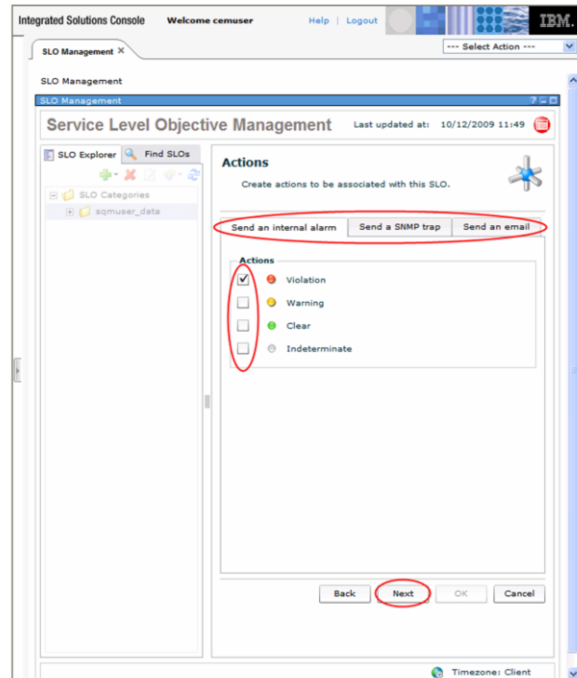 Integrated Solutions Console Welcome cemuser Help | Logout IBM.
SLO Management × --- Select Action ---
SLO Management
SLO Management
Service Level Objective Management Last updated at: 10/12/2009 11:49
SLO Explorer Find SLOs
SLO Categories
sqmuser_data
Actions
Create actions to be associated with this SLO.
Send an internal alarm Send a SNMP trap Send an email
Actions
Violation
Warning
Clear
Indeterminate
Back Next OK Cancel
Timezone: Client